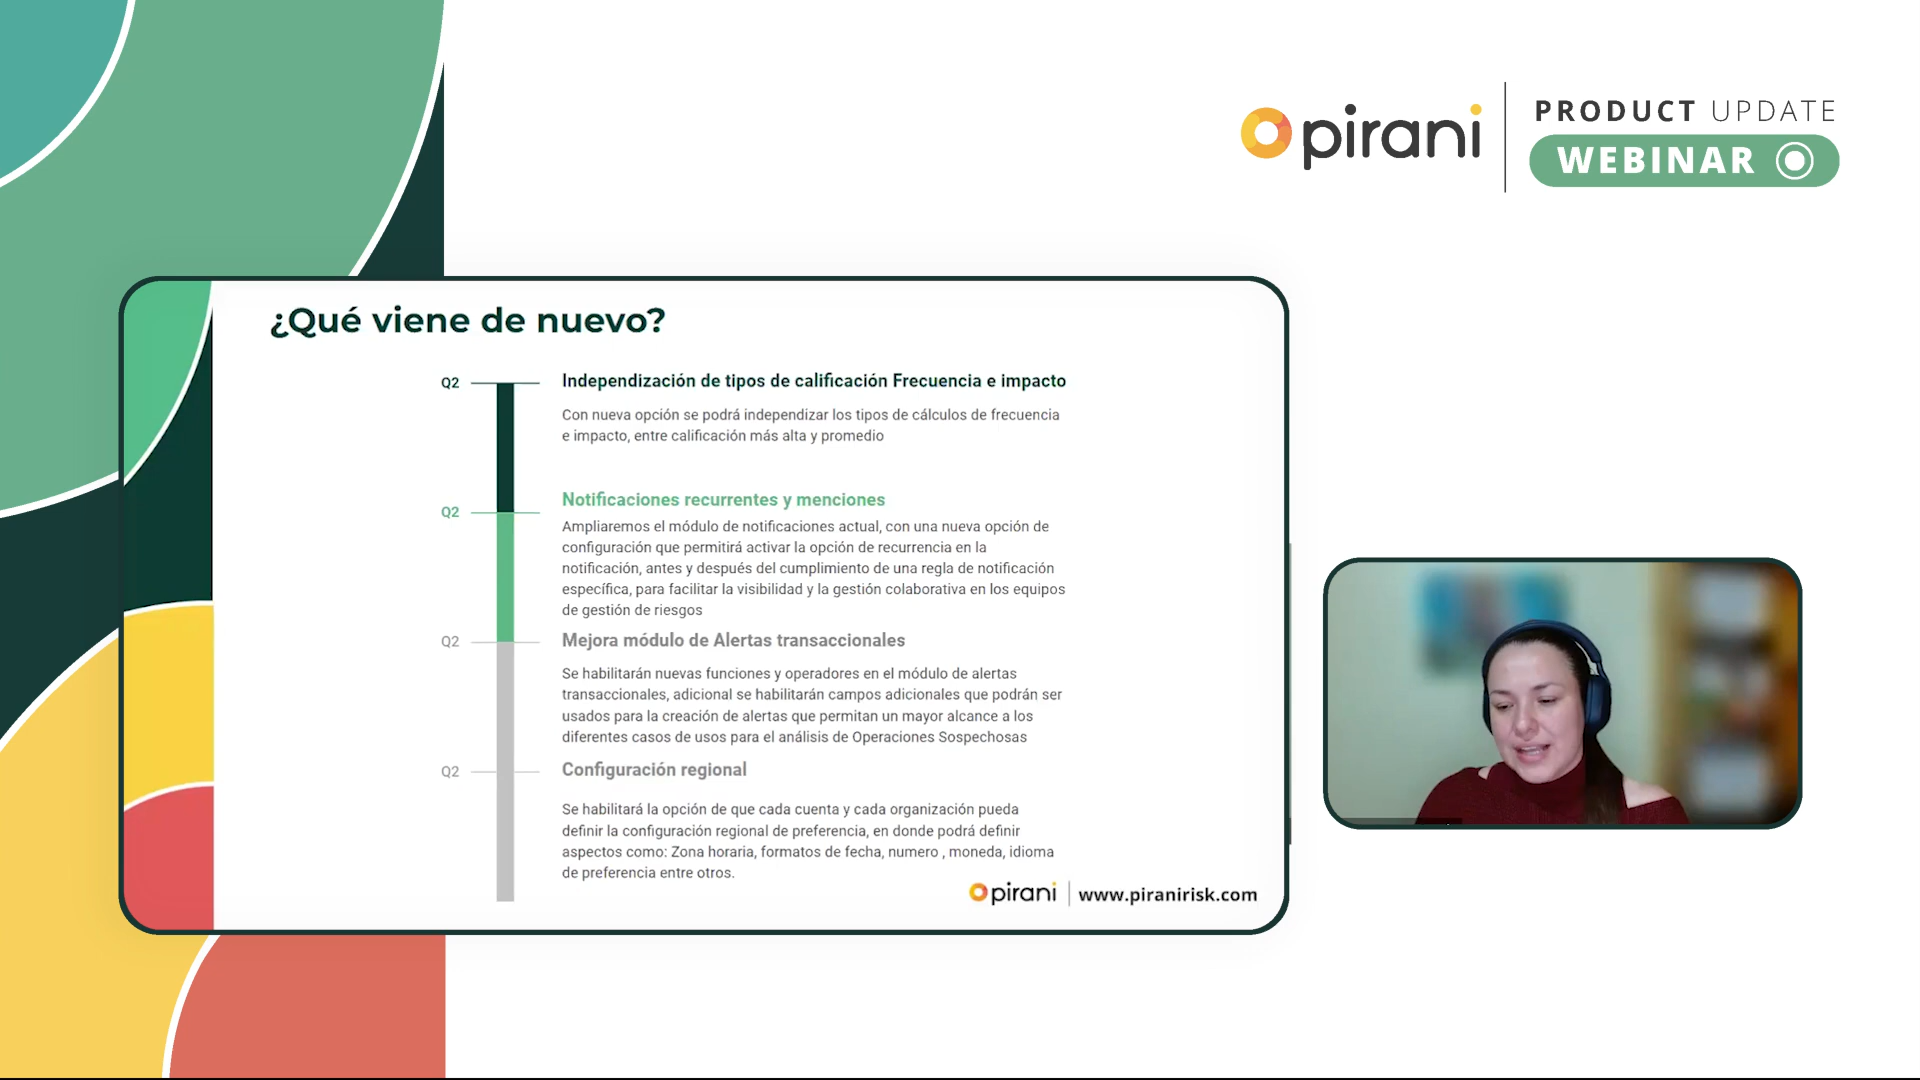 pirani
PRODUCT UPDATE
WEBINAR
¿Qué viene de nuevo?
Q2
Independización de tipos de calificación Frecuencia e impacto
Con nueva opción se podrá independizar los tipos de cálculos de frecuencia
e impacto, entre calificación más alta y promedio
Q2
Notificaciones recurrentes y menciones
Ampliaremos el módulo de notificaciones actual, con una nueva opción de
configuración que permitirá activar la opción de recurrencia en la
notificación, antes y después del cumplimiento de una regla de notificación
específica, para facilitar la visibilidad y la gestión colaborativa en los equipos
de gestión de riesgos
Q2
Mejora módulo de Alertas transaccionales
Se habilitarán nuevas funciones y operadores en el módulo de alertas
transaccionales, adicional se habilitarán campos adicionales que podrán ser
usados para la creación de alertas que permitan un mayor alcance a los
diferentes casos de usos para el análisis de Operaciones Sospechosas
Q2
Configuración regional
Se habilitará la opción de que cada cuenta y cada organización pueda
definir la configuración regional de preferencia, en donde podrá definir
aspectos como: Zona horaria, formatos de fecha, numero , moneda, idioma
de preferencia entre otros.
pirani
www.piranirisk.com